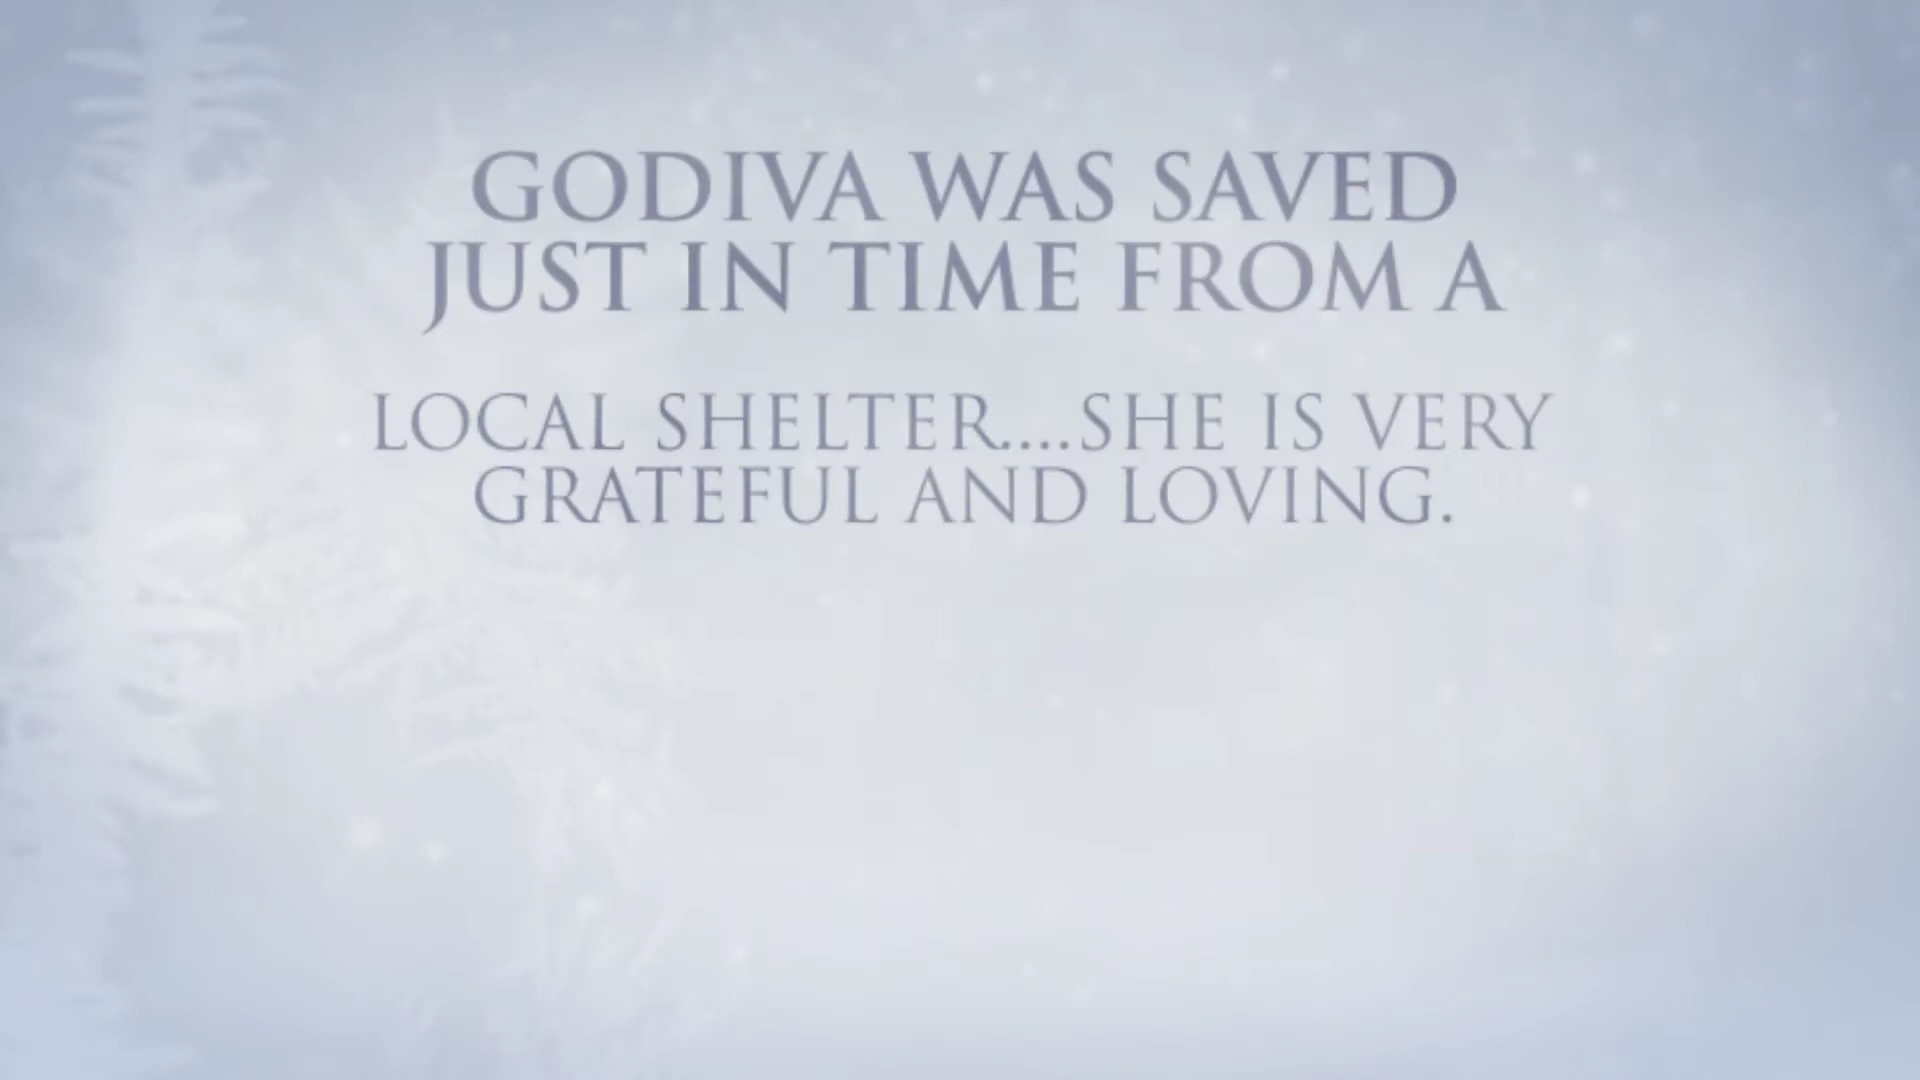 GODIVA WAS SAVED
JUST IN TIME FROM A
LOCAL SHELTER....SHE IS VERY
GRATEFUL AND LOVING.